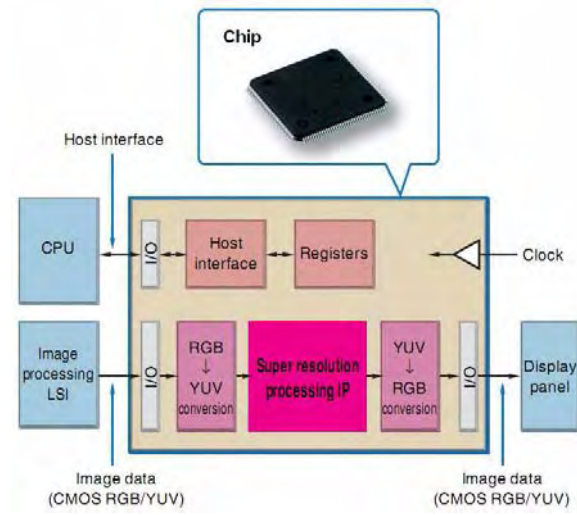 Chip
Host interface
CPU
I/O
Host
interface
Registers
Clock
Image
processing
LSI
I/O
RGB
↓
YUV
conversion
Super resolution
processing IP
YUV
↓
RGB
conversion
I/O
Display
panel
Image data
(CMOS RGB/YUV)
Image data
(CMOS RGB/YUV)